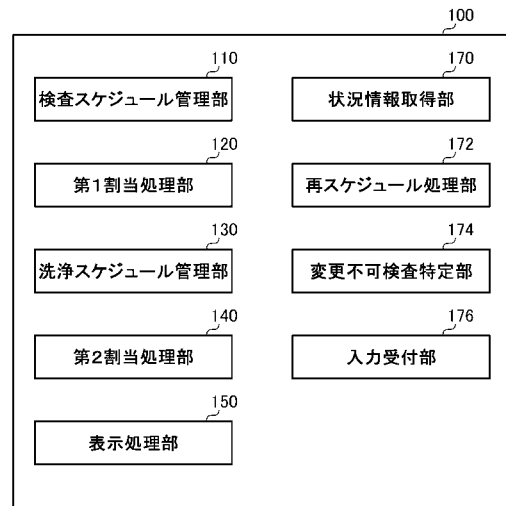 100
110
検査スケジュール管理部
120
第1割当処理部
130
洗浄スケジュール管理部
140
第2割当処理部
150
表示処理部
170
状況情報取得部
172
再スケジュール処理部
174
変更不可検査特定部
176
入力受付部